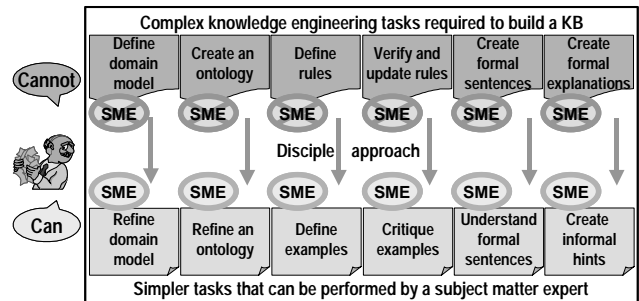 Complex knowledge engineering tasks required to build a KB
Define domain model
Create an ontology
Define rules
Verify and update rules
Create formal sentences
Create formal explanations
Cannot
SME SME SME SME SME SME
Disciple approach
SME SME SME SME SME SME
Can
Refine domain model
Refine an ontology
Define examples
Critique examples
Understand formal sentences
Create informal hints
Simpler tasks that can be performed by a subject matter expert